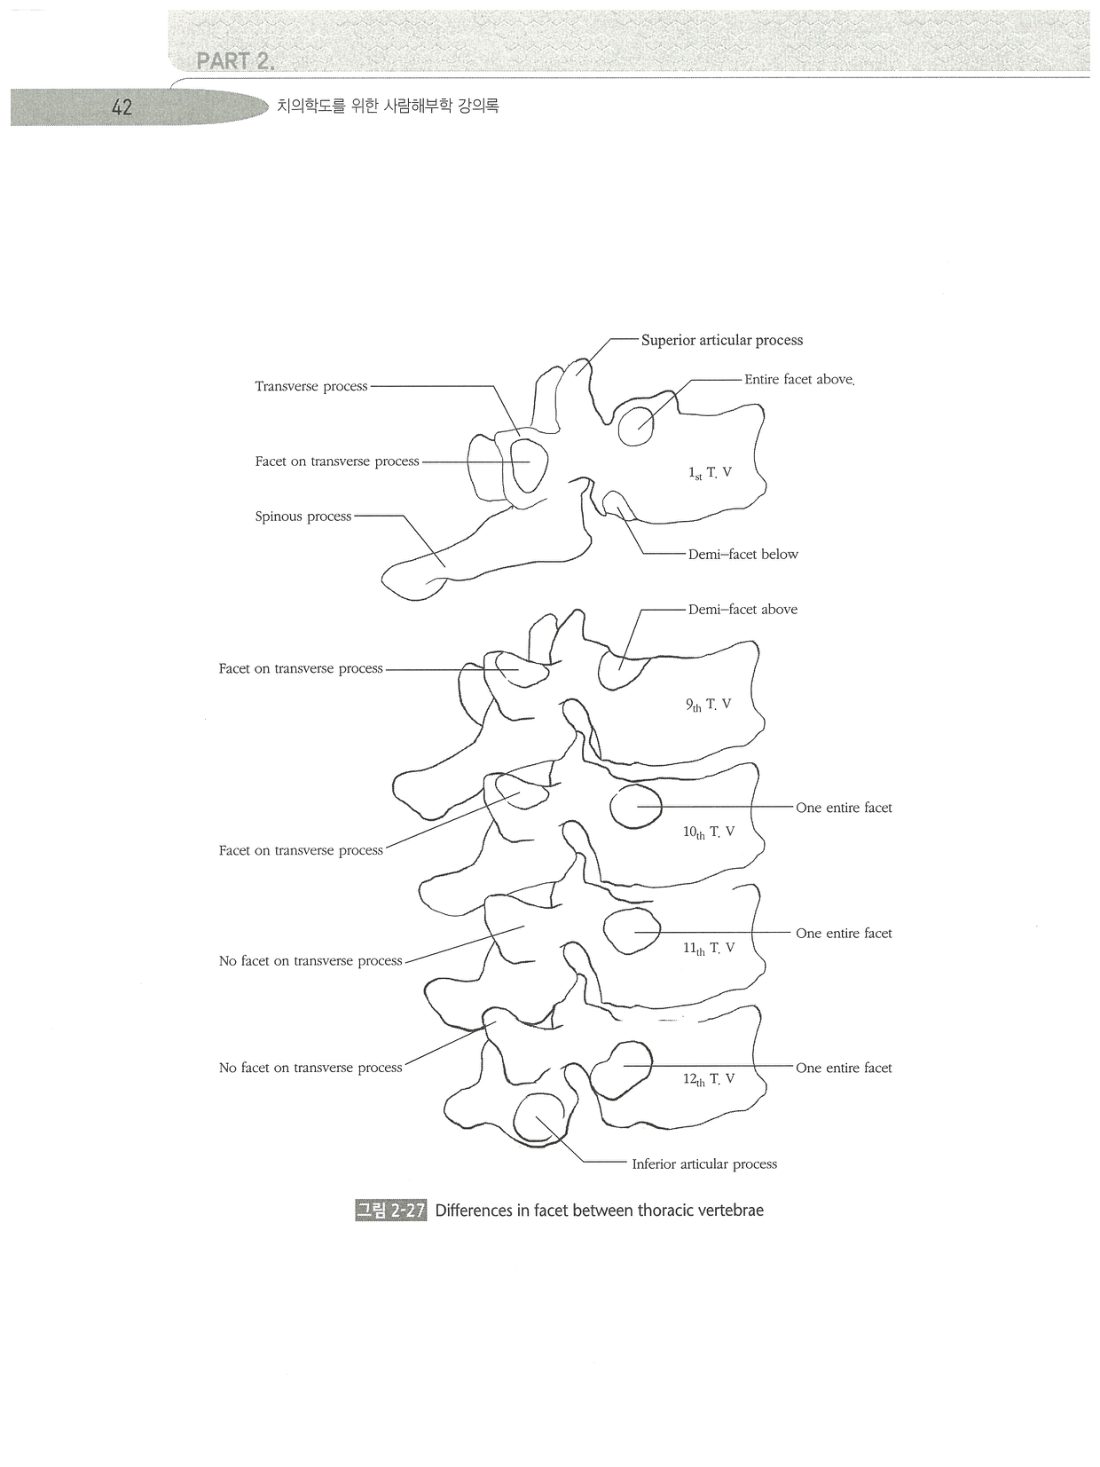 PART 2.
42
치의학도를 위한 사람해부학 강의록
Superior articular process
Transverse process
Entire facet above.
Facet on transverse process
1st T. V
Spinous process
Demi-facet below
Demi-facet above
Facet on transverse process
9th T. V
One entire facet
10th T. V
Facet on transverse process
One entire facet
11th T. V
No facet on transverse process
No facet on transverse process
One entire facet
12th T. V
Inferior articular process
그림 2-27 Differences in facet between thoracic vertebrae